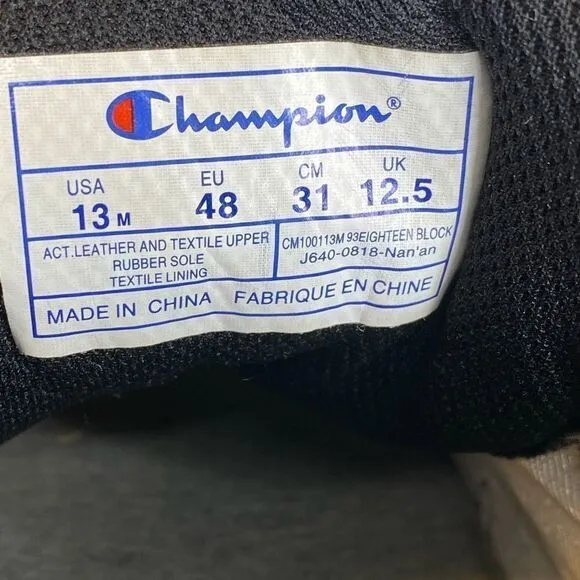 Champion®
USA EU CM UK
13 M 48 31 12.5
ACT.LEATHER AND TEXTILE UPPER
RUBBER SOLE
TEXTILE LINING
CM100113M 93EIGHTEEN BLOCK
J640-0818-Nan'an
MADE IN CHINA FABRIQUE EN CHINE